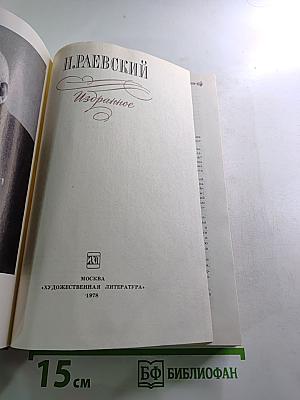 Н.РАЕВСКИЙ
Избранное
МОСКВА
«ХУДОЖЕСТВЕННАЯ ЛИТЕРАТУРА»
1978
15 см
БФ БИБЛИОФАН